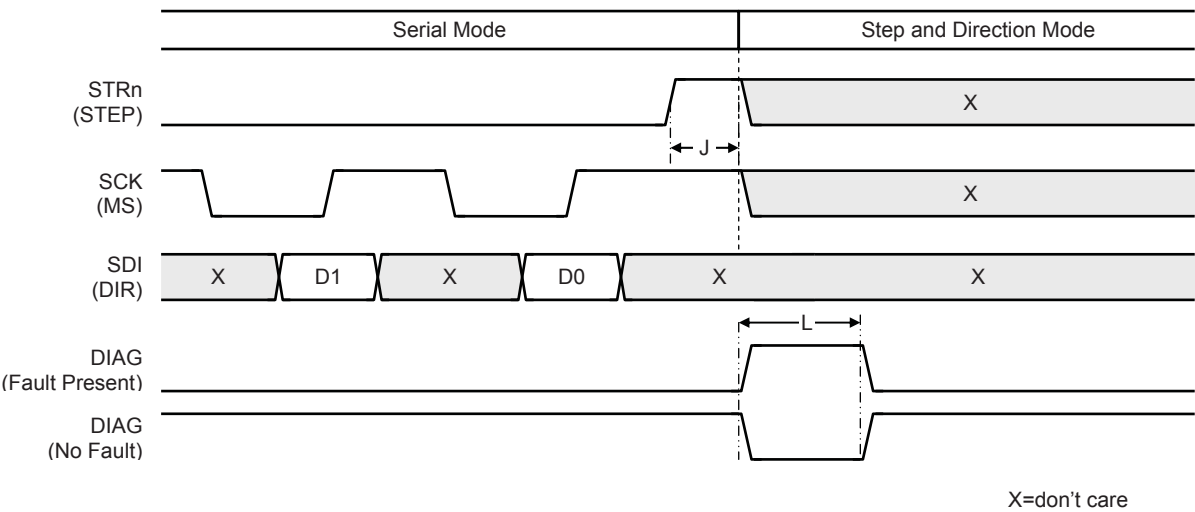 Serial Mode
Step and Direction Mode
STRn
(STEP)
X
J
SCK
(MS)
X
SDI
(DIR)
X
D1
X
D0
X
X
L
DIAG
(Fault Present)
DIAG
(No Fault)
X=don't care